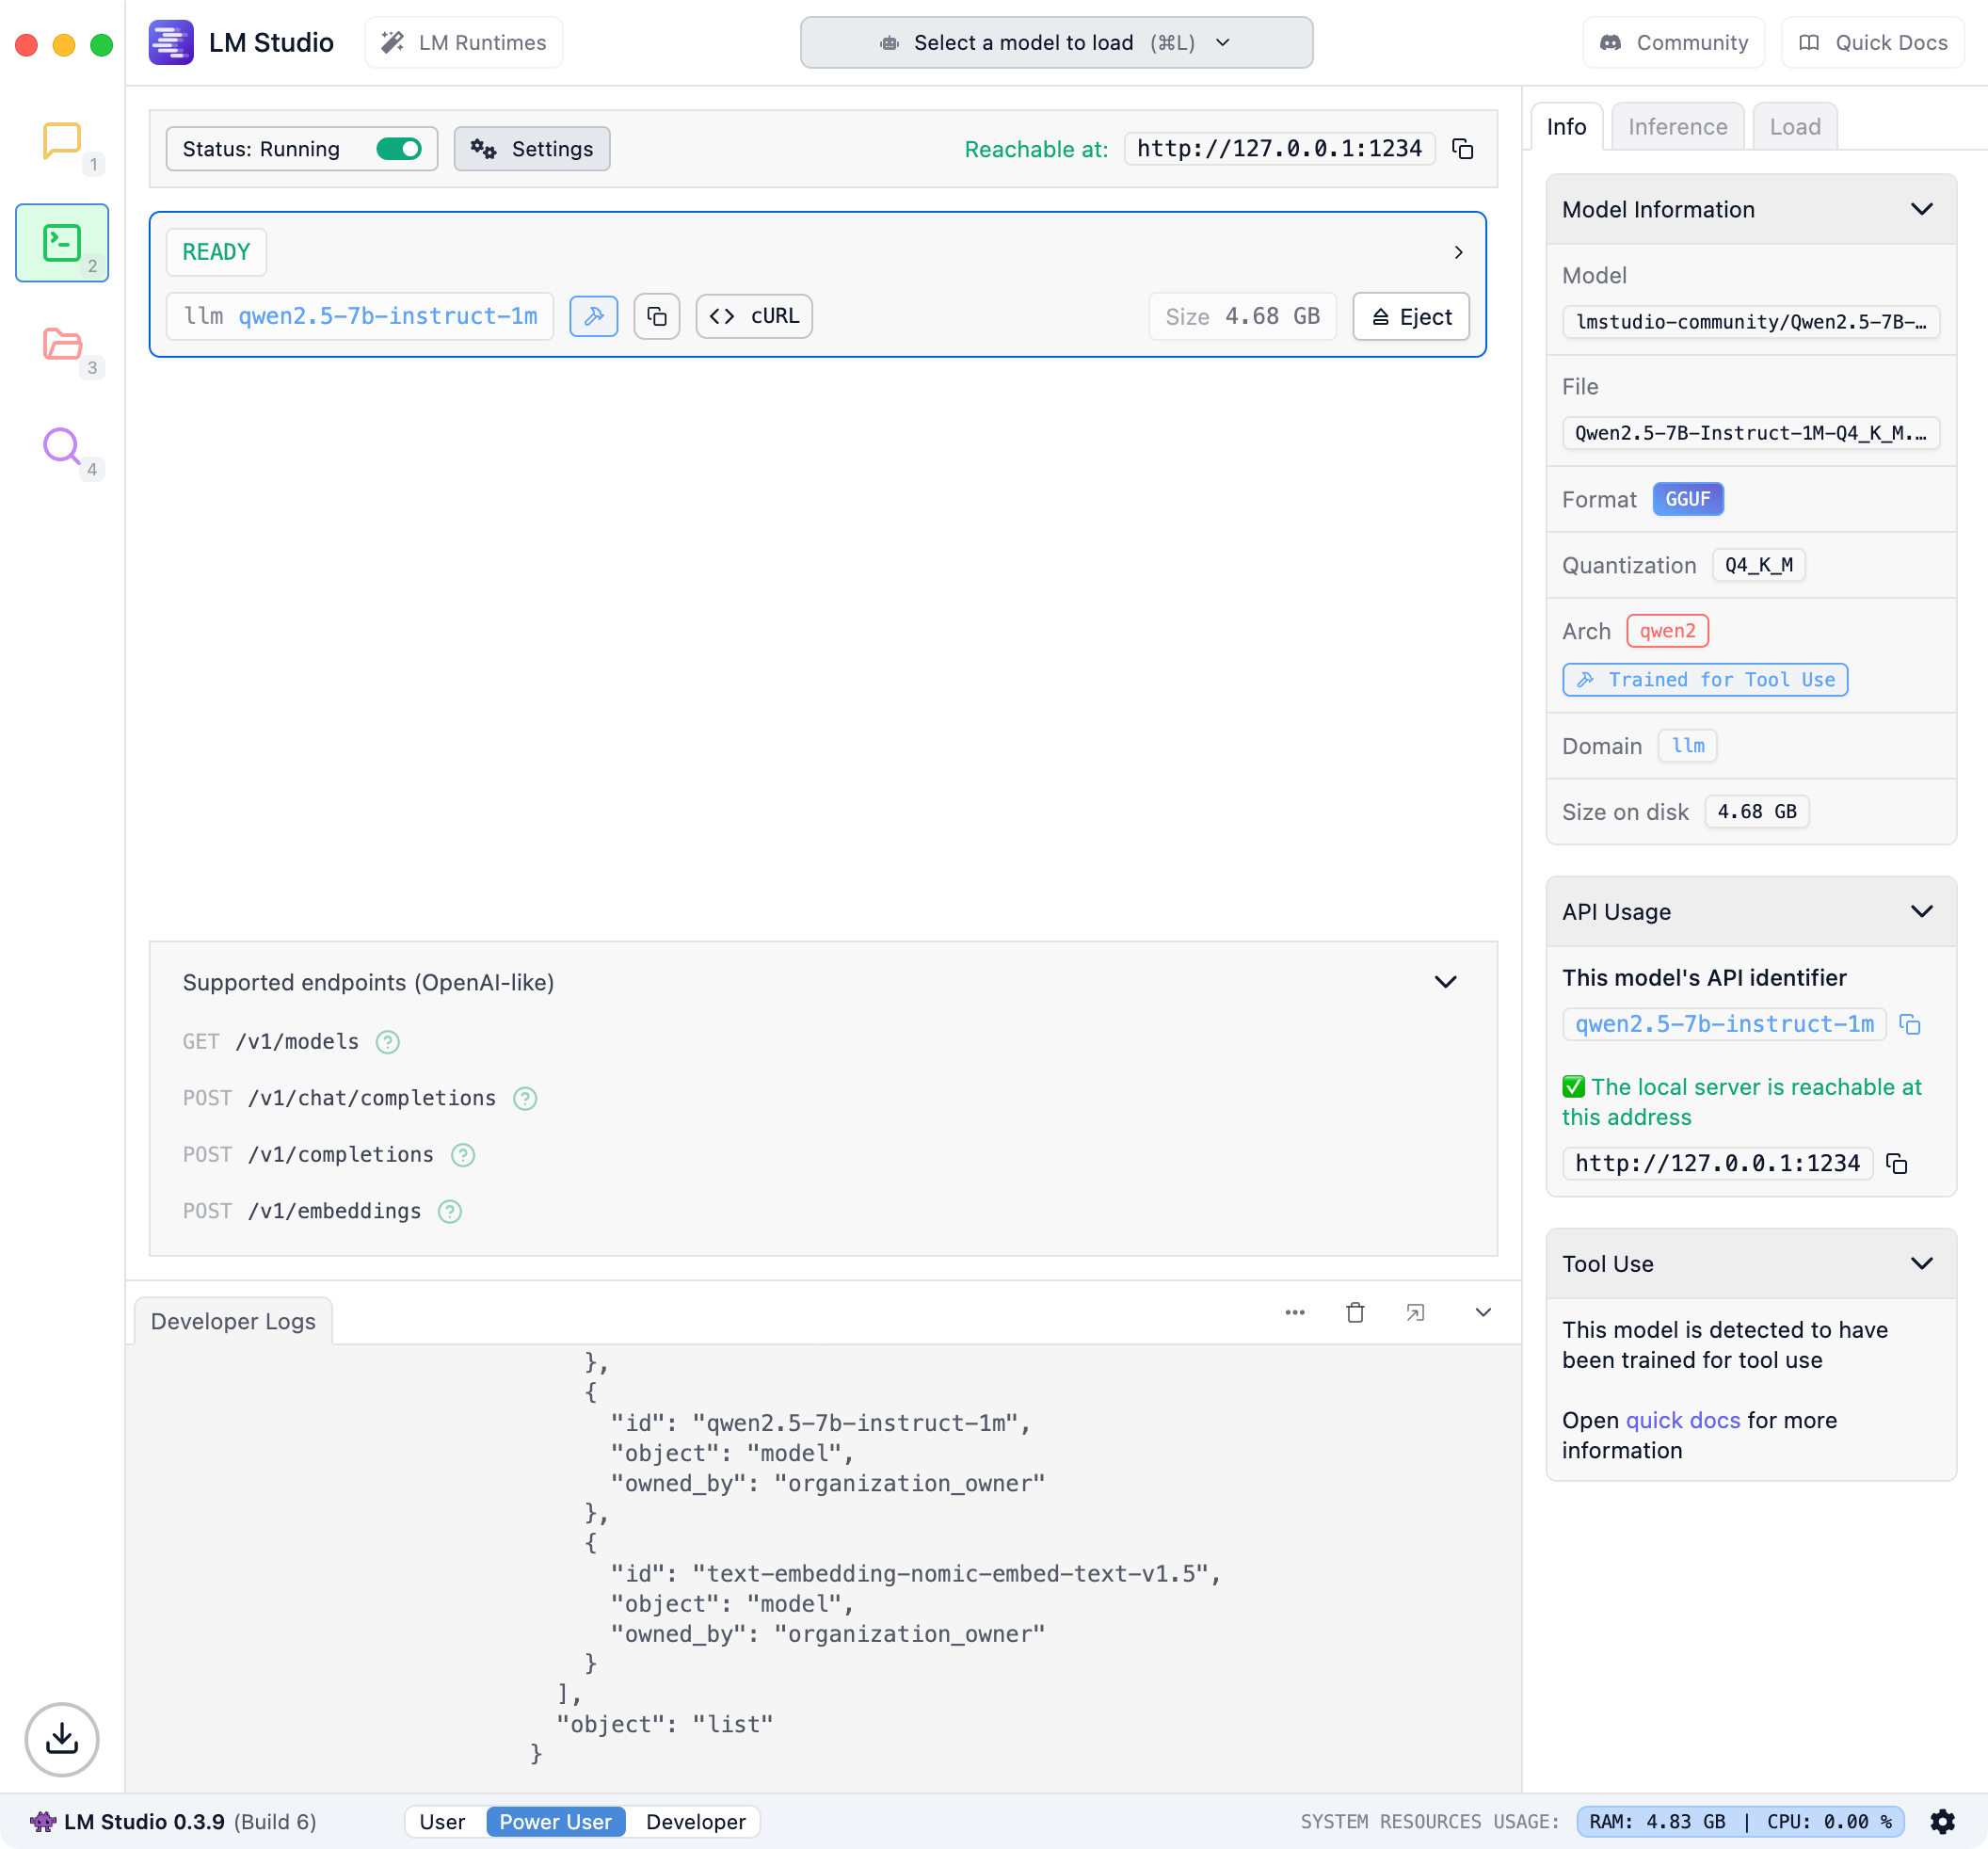 LM Studio
LM Runtimes
Select a model to load (⌘L)
Community
Quick Docs
1
2
3
4
Status: Running
Settings
Reachable at:
http://127.0.0.1:1234
READY
llm qwen2.5-7b-instruct-1m
cURL
Size 4.68 GB
Eject
Supported endpoints (OpenAI-like)
GET /v1/models
POST /v1/chat/completions
POST /v1/completions
POST /v1/embeddings
Developer Logs
},
{
"id": "qwen2.5-7b-instruct-1m",
"object": "model",
"owned_by": "organization_owner"
},
{
"id": "text-embedding-nomic-embed-text-v1.5",
"object": "model",
"owned_by": "organization_owner"
}
],
"object": "list"
}
Info
Inference
Load
Model Information
Model
lmstudio-community/Qwen2.5-7B-…
File
Qwen2.5-7B-Instruct-1M-Q4_K_M.…
Format GGUF
Quantization Q4_K_M
Arch qwen2
Trained for Tool Use
Domain llm
Size on disk 4.68 GB
API Usage
This model's API identifier
qwen2.5-7b-instruct-1m
✅ The local server is reachable at
this address
http://127.0.0.1:1234
Tool Use
This model is detected to have
been trained for tool use
Open quick docs for more
information
LM Studio 0.3.9 (Build 6)
User
Power User
Developer
SYSTEM RESOURCES USAGE:
RAM: 4.83 GB | CPU: 0.00 %